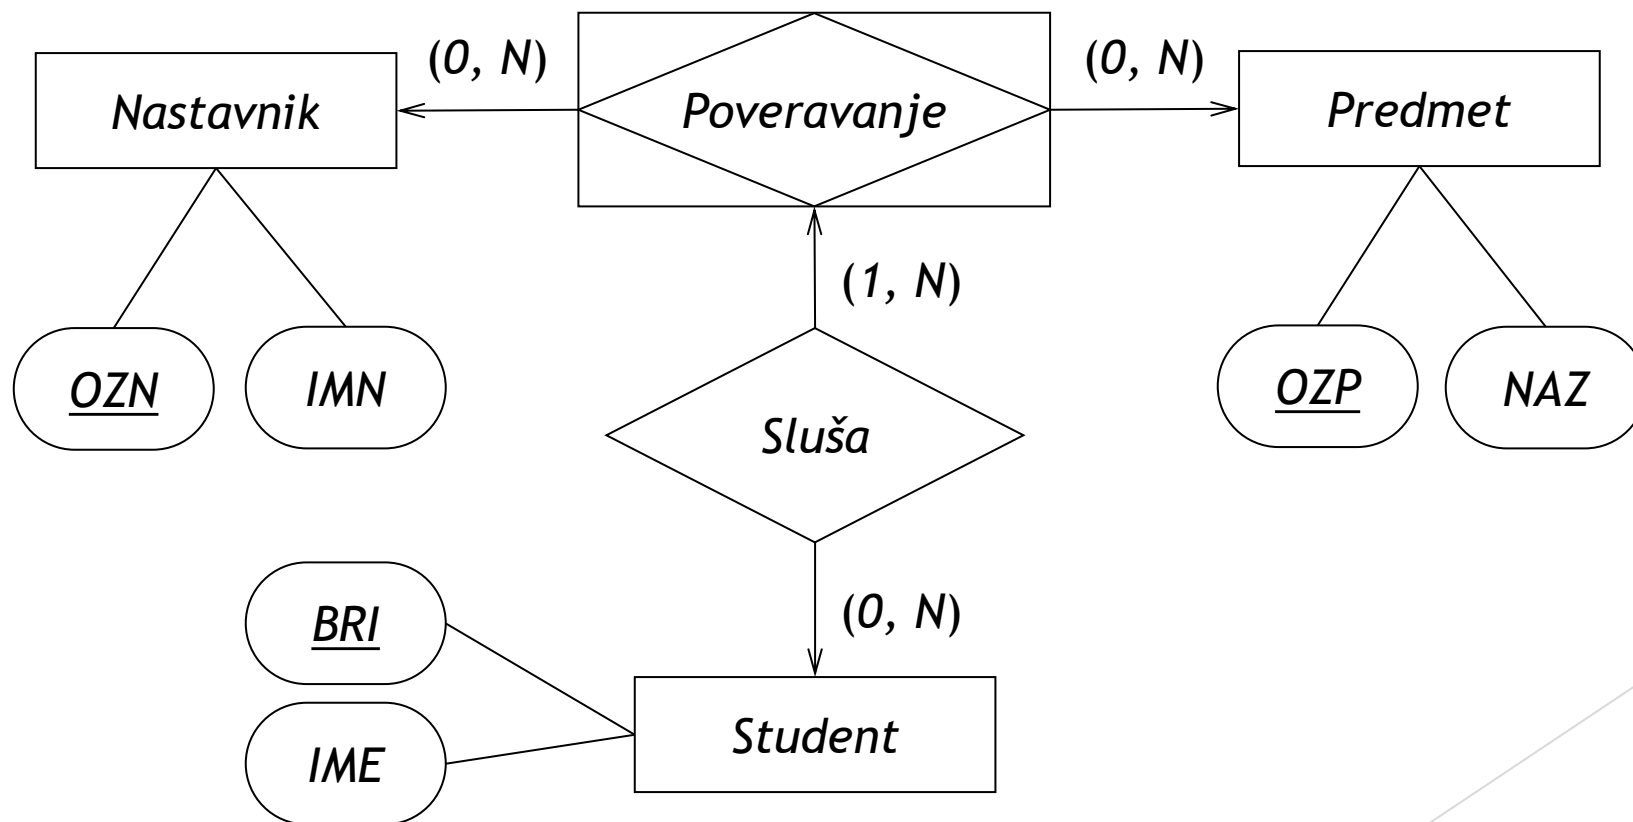 (0, N)
(0, N)
Nastavnik
Poveravanje
Predmet
(1, N)
OZN
IMN
OZP
NAZ
Sluša
(0, N)
BRI
Student
IME